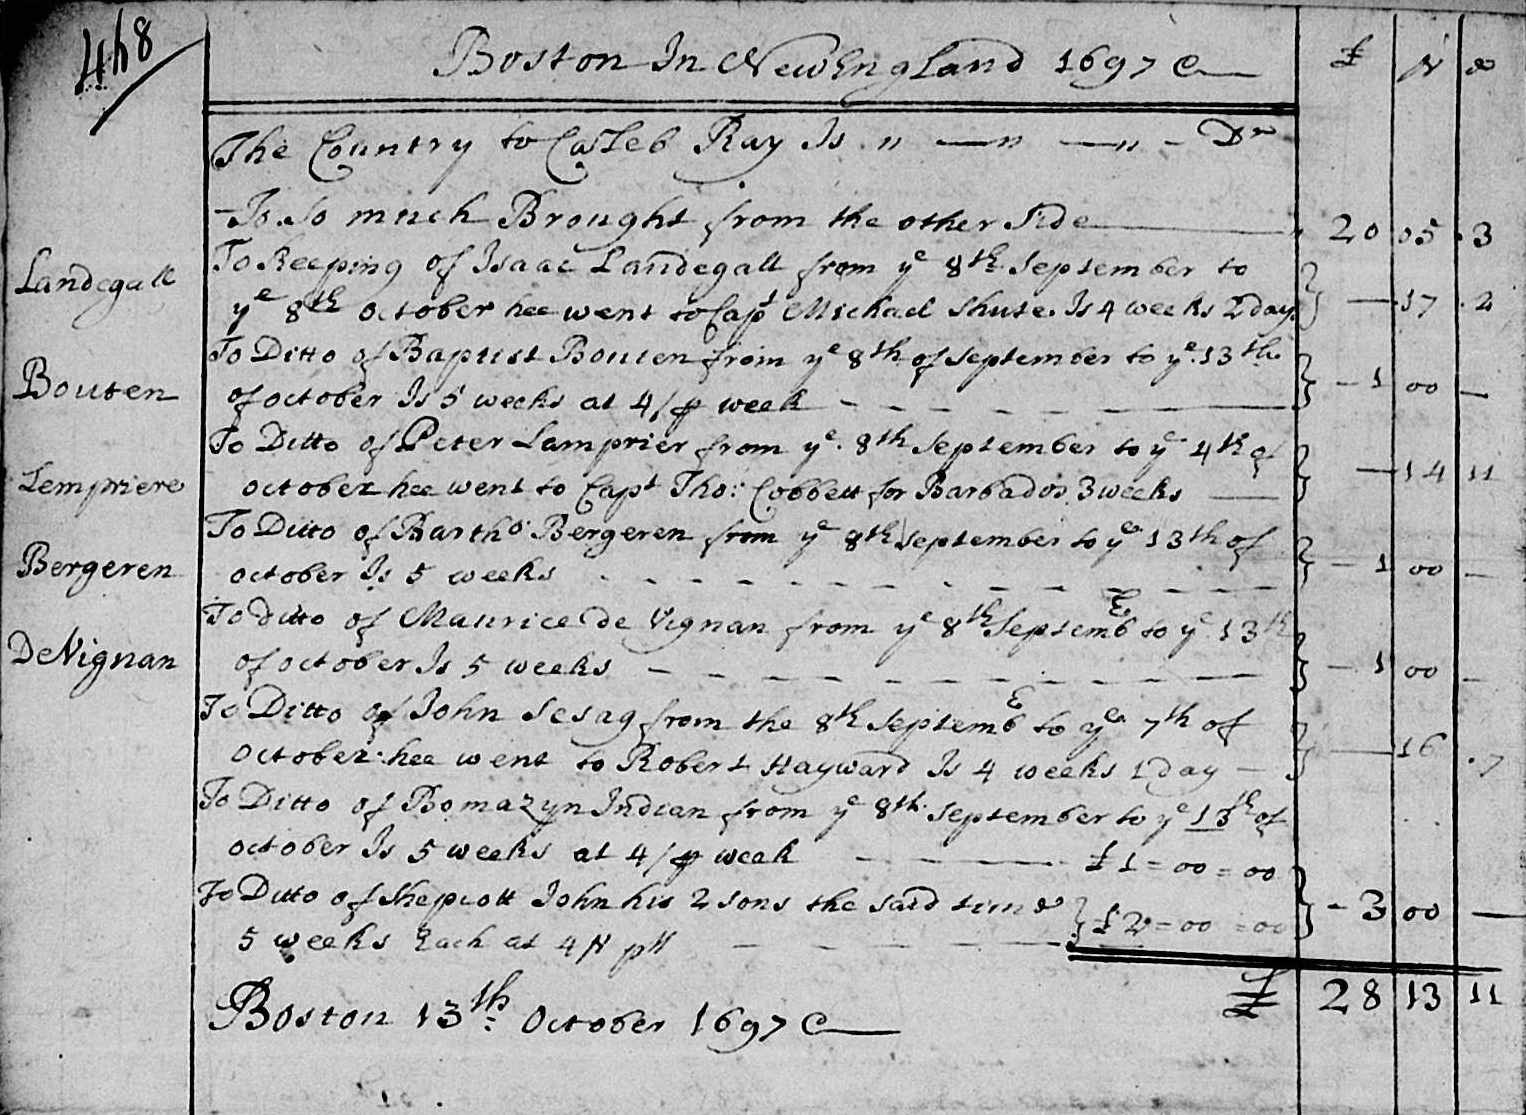 468
Boston In NewEngland 1697 £ s d
The Country to Casleb Ray Is " —" —" - Dr
To So much Brought from the other Side 20 05 3
Landegall To Keeping of Isaac Landegall from ye 8th September to
ye 8th october hee went to Capt Michael Shute. Is 4 weeks 2 days — 17 2
Bouten To Ditto of Baptist Bouten from ye 8th of September to ye 13th
of october Is 5 weeks at 4/ ⅌ week - 1 00 —
Lempriere To Ditto of Peter Lamprier from ye 8th September to ye 4th of
october hee went to Capt Tho: Cobbett for Barbados 3 weeks — 14 11
Bergeren To Ditto of Bartho Bergeren from ye 8th September to ye 13th of
october Is 5 weeks - 1 00 —
DeVignan To ditto of Maurice De Vignan from ye 8th Septembr to ye 13th
of october Is 5 weeks - 1 00 —
To Ditto of John Sesag from the 8th Septembr to ye 7th of
October hee went to Robert Hayward Is 4 weeks 1 day — 16 7
To Ditto of Bomazyn Indian from ye 8th September to ye 13th of
october Is 5 weeks at 4/ ⅌ week £1=00=00
To Ditto of Shepcott John his 2 sons the said time £2=00=00 - 3 00 —
5 weeks Each at 4/ ⅌
£ 28 13 11
Boston 13th October 1697